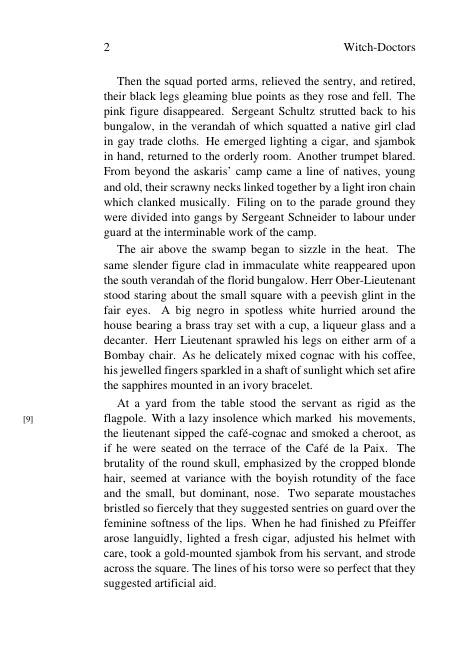 2 Witch-Doctors
Then the squad ported arms, relieved the sentry, and retired,
their black legs gleaming blue points as they rose and fell. The
pink figure disappeared. Sergeant Schultz strutted back to his
bungalow, in the verandah of which squatted a native girl clad
in gay trade cloths. He emerged lighting a cigar, and sjambok
in hand, returned to the orderly room. Another trumpet blared.
From beyond the askaris’ camp came a line of natives, young
and old, their scrawny necks linked together by a light iron chain
which clanked musically. Filing on to the parade ground they
were divided into gangs by Sergeant Schneider to labour under
guard at the interminable work of the camp.
The air above the swamp began to sizzle in the heat. The
same slender figure clad in immaculate white reappeared upon
the south verandah of the florid bungalow. Herr Ober-Lieutenant
stood staring about the small square with a peevish glint in the
fair eyes. A big negro in spotless white hurried around the
house bearing a brass tray set with a cup, a liqueur glass and a
decanter. Herr Lieutenant sprawled his legs on either arm of a
Bombay chair. As he delicately mixed cognac with his coffee,
his jewelled fingers sparkled in a shaft of sunlight which set afire
the sapphires mounted in an ivory bracelet.
At a yard from the table stood the servant as rigid as the
[9] flagpole. With a lazy insolence which marked his movements,
the lieutenant sipped the café-cognac and smoked a cheroot, as
if he were seated on the terrace of the Café de la Paix. The
brutality of the round skull, emphasized by the cropped blonde
hair, seemed at variance with the boyish rotundity of the face
and the small, but dominant, nose. Two separate moustaches
bristled so fiercely that they suggested sentries on guard over the
feminine softness of the lips. When he had finished zu Pfeiffer
arose languidly, lighted a fresh cigar, adjusted his helmet with
care, took a gold-mounted sjambok from his servant, and strode
across the square. The lines of his torso were so perfect that they
suggested artificial aid.